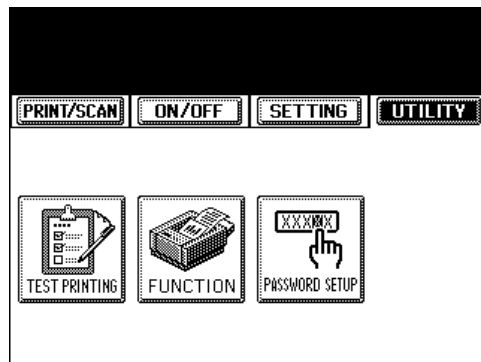 PRINT/SCAN ON/OFF SETTING UTILITY
XXXXX
TEST PRINTING FUNCTION PASSWORD SETUP